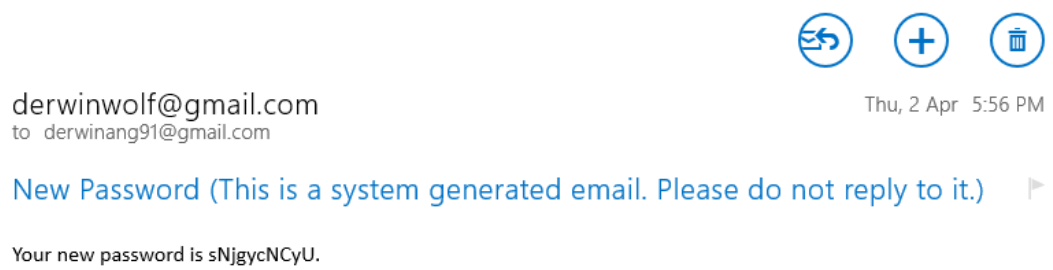 derwinwolf@gmail.com
Thu, 2 Apr 5:56 PM
to derwinang91@gmail.com
New Password (This is a system generated email. Please do not reply to it.)
Your new password is sNjgycNCyU.